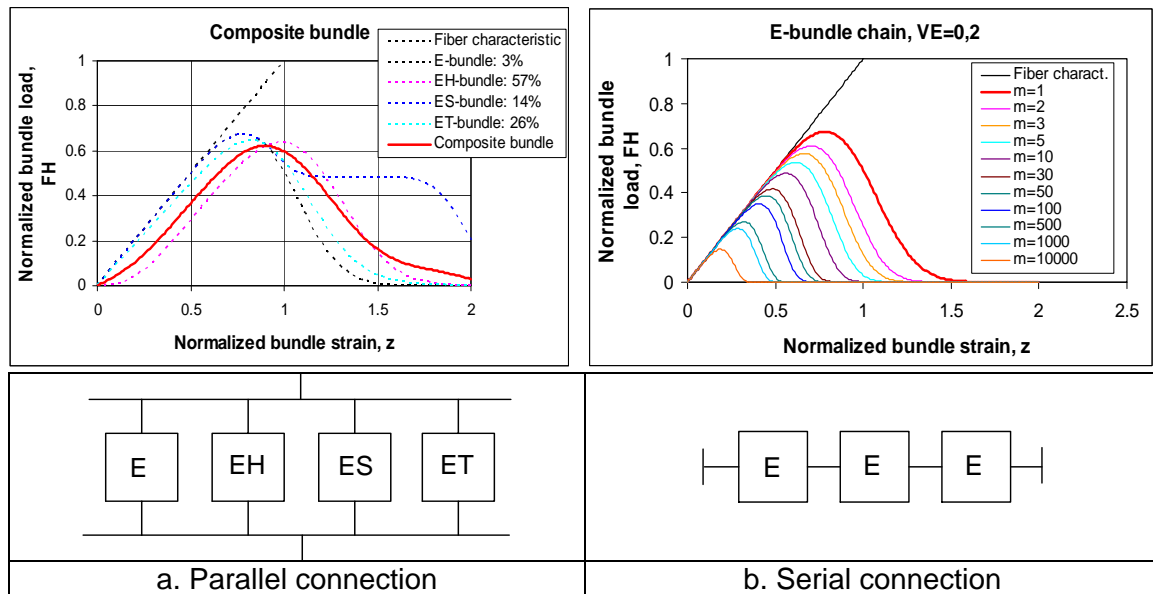 Composite bundle
Fiber characteristic
E-bundle: 3%
EH-bundle: 57%
ES-bundle: 14%
ET-bundle: 26%
Composite bundle
Normalized bundle load,
FH
1
0.8
0.6
0.4
0.2
0
0 0.5 1 1.5 2
Normalized bundle strain, z
E-bundle chain, VE=0,2
Fiber charact.
m=1
m=2
m=3
m=5
m=10
m=30
m=50
m=100
m=500
m=1000
m=10000
Normalized bundle
load, FH
1
0.8
0.6
0.4
0.2
0
0 0.5 1 1.5 2 2.5
Normalized bundle strain, z
E EH ES ET
E E E
a. Parallel connection
b. Serial connection